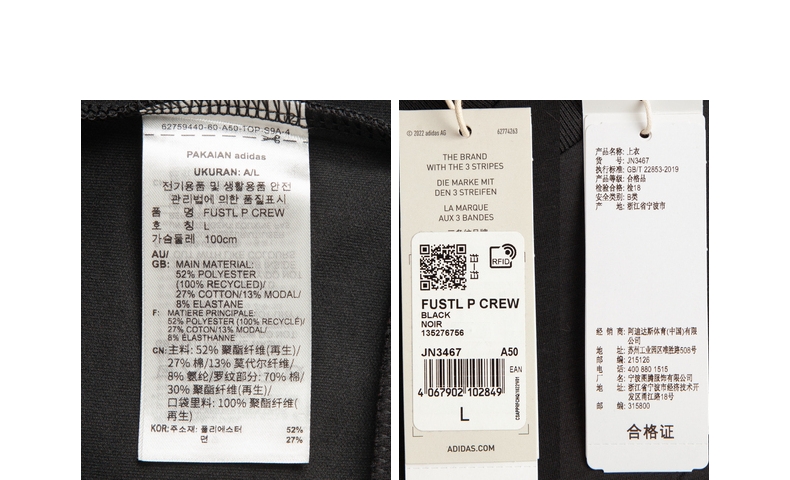 62759440-60-A50-TOP S9A-4
PAKAIAN adidas
UKURAN: A/L
전기용품 및 생활용품 안전
관리법에 의한 품질표시
품 명 FUSTL P CREW
호 칭 L
가슴둘레 100cm
AU/
GB: MAIN MATERIAL:
52% POLYESTER
(100% RECYCLED)/
27% COTTON/13% MODAL/
8% ELASTANE
F: MATIERE PRINCIPALE:
52% POLYESTER (100% RECYCLÉ)/
27% COTON/13% MODAL/
8% ELASTHANNE
CN: 主料: 52% 聚酯纤维(再生)/
27% 棉/13% 莫代尔纤维/
8% 氨纶/罗纹部分: 70% 棉/
30% 聚酯纤维(再生)/
口袋里料: 100% 聚酯纤维(
再生)
KOR: 주소재: 폴리에스터 52%
면 27%
© 2022 adidas AG 62774263
THE BRAND
WITH THE 3 STRIPES
DIE MARKE MIT
DEN 3 STREIFEN
LA MARQUE
AUX 3 BANDES
RFID
FUSTL P CREW
BLACK
NOIR
135276756
JN3467 A50
EAN
4 067902 102849
L
ADIDAS.COM
产品名称: 上衣
货 号: JN3467
执行标准: GB/T 22853-2019
产品等级: 合格品
检验合格: 检18
安全类别: B类
产 地: 浙江省宁波市
经 销 商: 阿迪达斯体育(中国)有限
公司
地 址: 苏州工业园区唯胜路508号
邮 编: 215126
电 话: 400 880 1515
厂 名: 宁波图腾服饰有限公司
地 址: 浙江省宁波市经济技术开
发区甬江路18号
邮 编: 315800
合格证